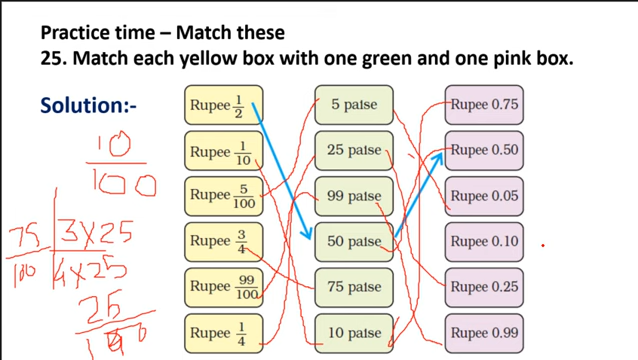 Practice time – Match these
25. Match each yellow box with one green and one pink box.
Solution:-
Rupee 1/2 5 paise Rupee 0.75
Rupee 1/10 25 paise Rupee 0.50
Rupee 5/100 99 paise Rupee 0.05
Rupee 3/4 50 paise Rupee 0.10
Rupee 99/100 75 paise Rupee 0.25
Rupee 1/4 10 paise Rupee 0.99
10
100
75 3 x 25
100 4 x 25
25